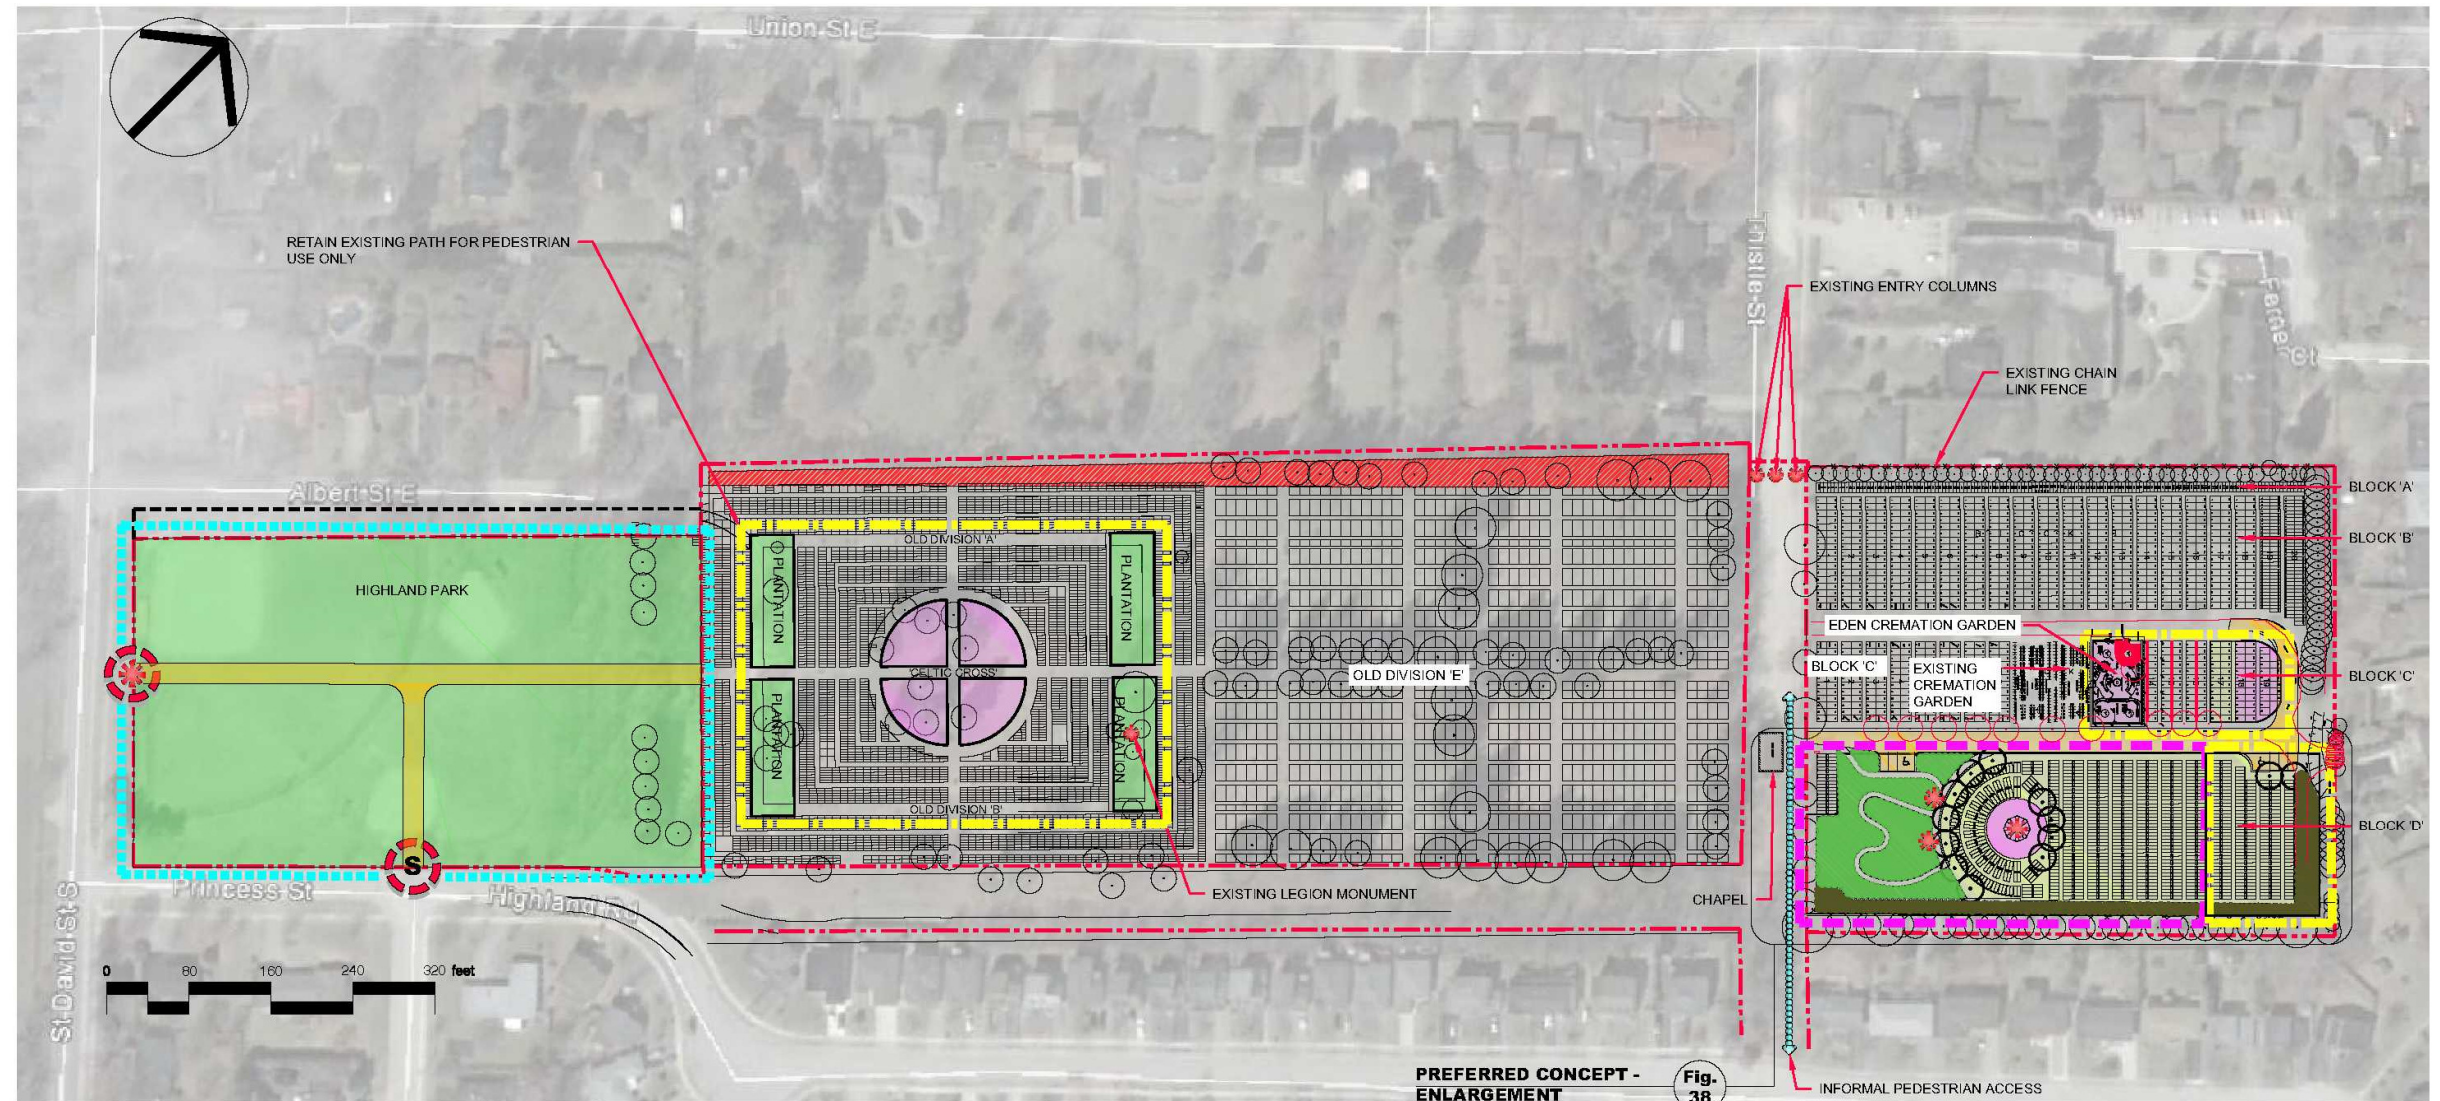 Union St E
RETAIN EXISTING PATH FOR PEDESTRIAN
USE ONLY
Thistle St
EXISTING ENTRY COLUMNS
Ferrier Ct
EXISTING CHAIN
LINK FENCE
Albert St E
BLOCK 'A'
BLOCK 'B'
OLD DIVISION 'A'
HIGHLAND PARK
PLANTATION
PLANTATION
EDEN CREMATION GARDEN
BLOCK 'C'
EXISTING
CREMATION
GARDEN
'CELTIC CROSS'
OLD DIVISION 'E'
BLOCK 'C'
PLANTATION
PLANTATION
OLD DIVISION 'B'
BLOCK 'D'
S
Princess St
Highland Rd
EXISTING LEGION MONUMENT
CHAPEL
St David St S
0 80 160 240 320 feet
PREFERRED CONCEPT -
ENLARGEMENT
Fig.
38
INFORMAL PEDESTRIAN ACCESS